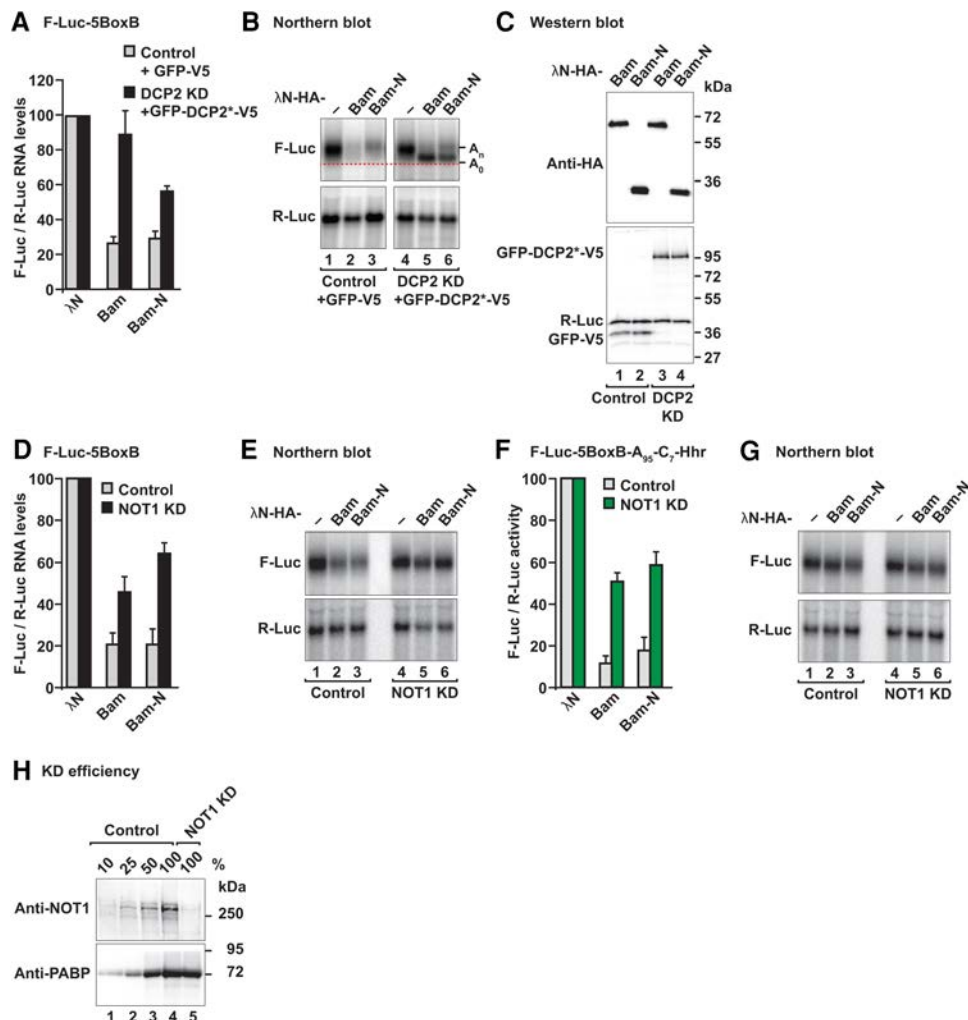 A F-Luc-5BoxB
Control
+ GFP-V5
DCP2 KD
+GFP-DCP2*-V5
F-Luc / R-Luc RNA levels
120
100
80
60
40
20
0
λN
Bam
Bam-N
B Northern blot
λN-HA- – Bam Bam-N – Bam Bam-N
F-Luc
An
A0
R-Luc
1 2 3 4 5 6
Control DCP2 KD
+GFP-V5 +GFP-DCP2*-V5
C Western blot
λN-HA- Bam Bam-N Bam Bam-N
kDa
72
55
Anti-HA
36
GFP-DCP2*-V5
95
72
55
R-Luc
GFP-V5
36
27
1 2 3 4
Control DCP2
KD
D F-Luc-5BoxB
Control
NOT1 KD
F-Luc / R-Luc RNA levels
100
80
60
40
20
0
λN
Bam
Bam-N
E Northern blot
λN-HA- – Bam Bam-N – Bam Bam-N
F-Luc
R-Luc
1 2 3 4 5 6
Control NOT1 KD
F F-Luc-5BoxB-A95-C7-Hhr
Control
NOT1 KD
F-Luc / R-Luc activity
100
80
60
40
20
0
λN
Bam
Bam-N
G Northern blot
λN-HA- – Bam Bam-N – Bam Bam-N
F-Luc
R-Luc
1 2 3 4 5 6
Control NOT1 KD
H KD efficiency
Control NOT1 KD
10 25 50 100 100 %
kDa
Anti-NOT1
250
95
Anti-PABP
72
1 2 3 4 5